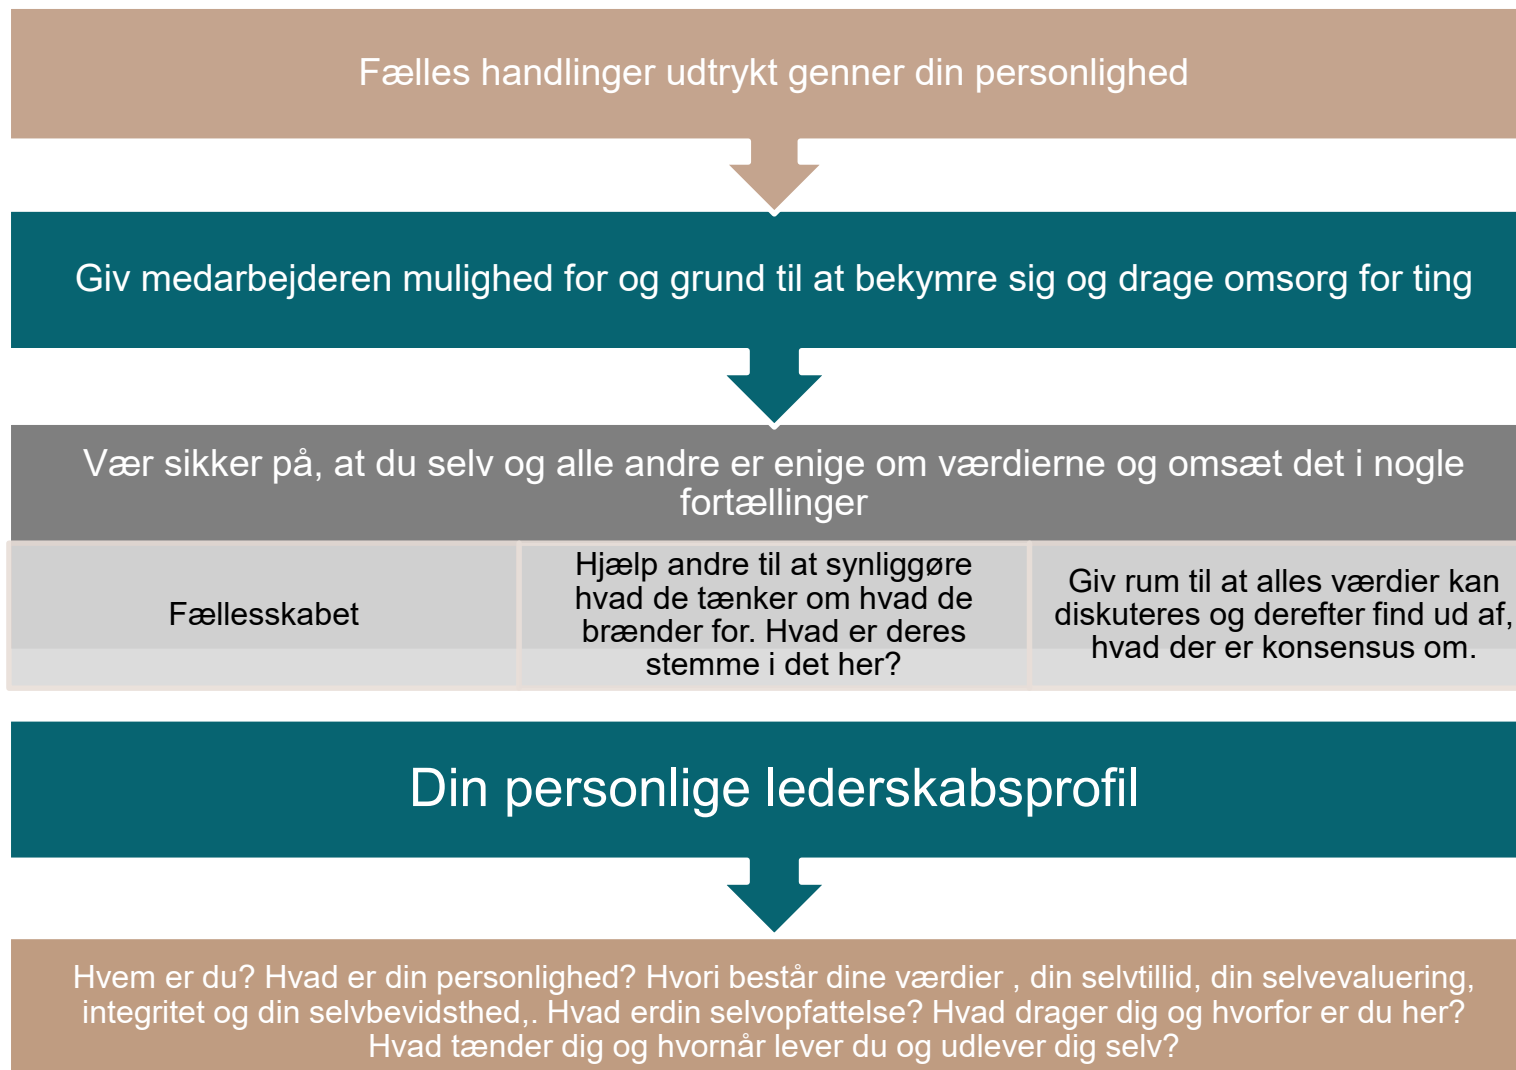 Fælles handlinger udtrykt genner din personlighed
Giv medarbejderen mulighed for og grund til at bekymre sig og drage omsorg for ting
Vær sikker på, at du selv og alle andre er enige om værdierne og omsæt det i nogle
fortællinger
Fællesskabet
Hjælp andre til at synliggøre
hvad de tænker om hvad de
brænder for. Hvad er deres
stemme i det her?
Giv rum til at alles værdier kan
diskuteres og derefter find ud af,
hvad der er konsensus om.
Din personlige lederskabsprofil
Hvem er du? Hvad er din personlighed? Hvori består dine værdier , din selvtillid, din selvevaluering,
integritet og din selvbevidsthed,. Hvad erdin selvopfattelse? Hvad drager dig og hvorfor er du her?
Hvad tænder dig og hvornår lever du og udlever dig selv?